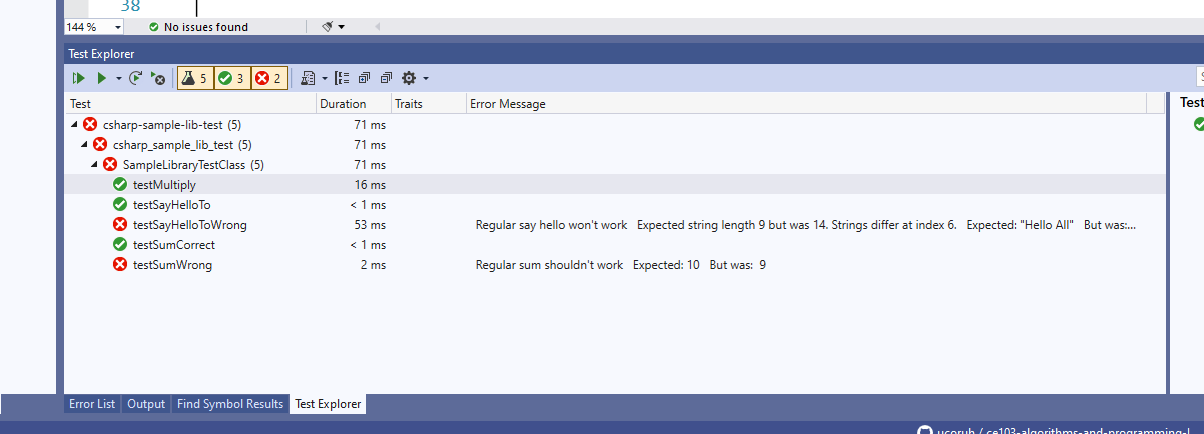 38
144 % No issues found
Test Explorer
5 3 2
Test Duration Traits Error Message
Test
csharp-sample-lib-test (5) 71 ms
csharp_sample_lib_test (5) 71 ms
SampleLibraryTestClass (5) 71 ms
testMultiply 16 ms
testSayHelloTo < 1 ms
testSayHelloToWrong 53 ms Regular say hello won't work Expected string length 9 but was 14. Strings differ at index 6. Expected: "Hello All" But was:...
testSumCorrect < 1 ms
testSumWrong 2 ms Regular sum shouldn't work Expected: 10 But was: 9
Error List Output Find Symbol Results Test Explorer
ucoruh / ce103-algorithms-and-programming-I